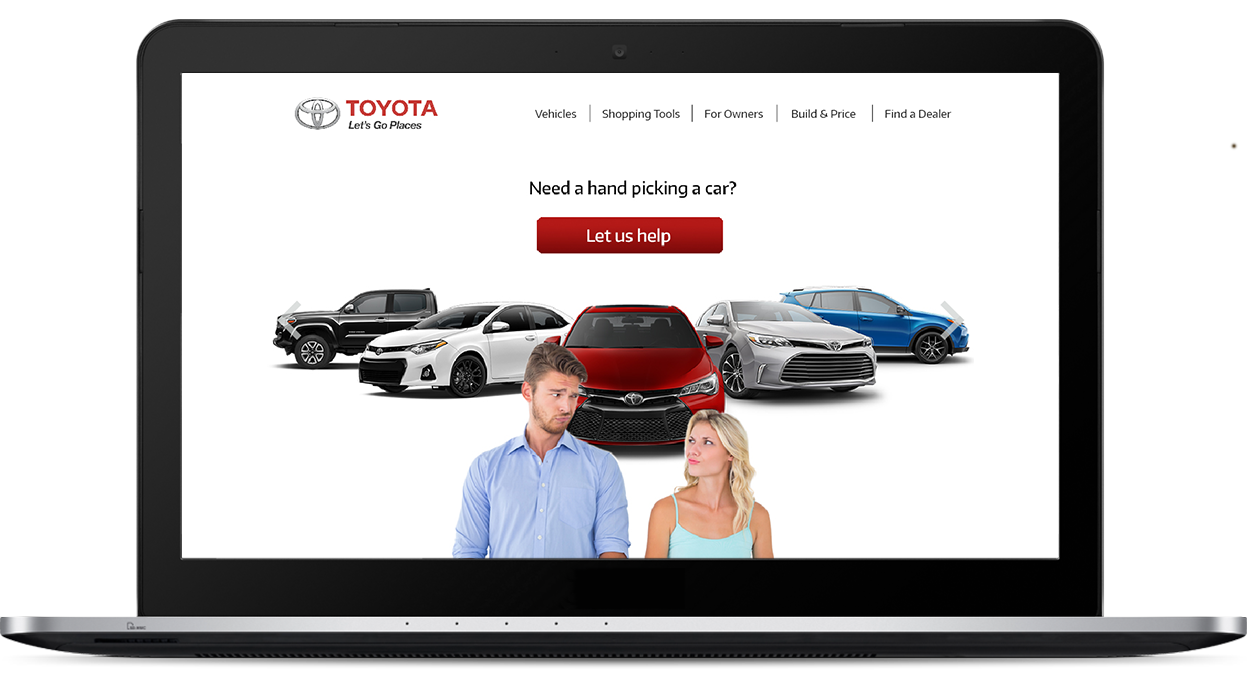 TOYOTA
Let's Go Places
Vehicles
Shopping Tools
For Owners
Build & Price
Find a Dealer
Need a hand picking a car?
Let us help